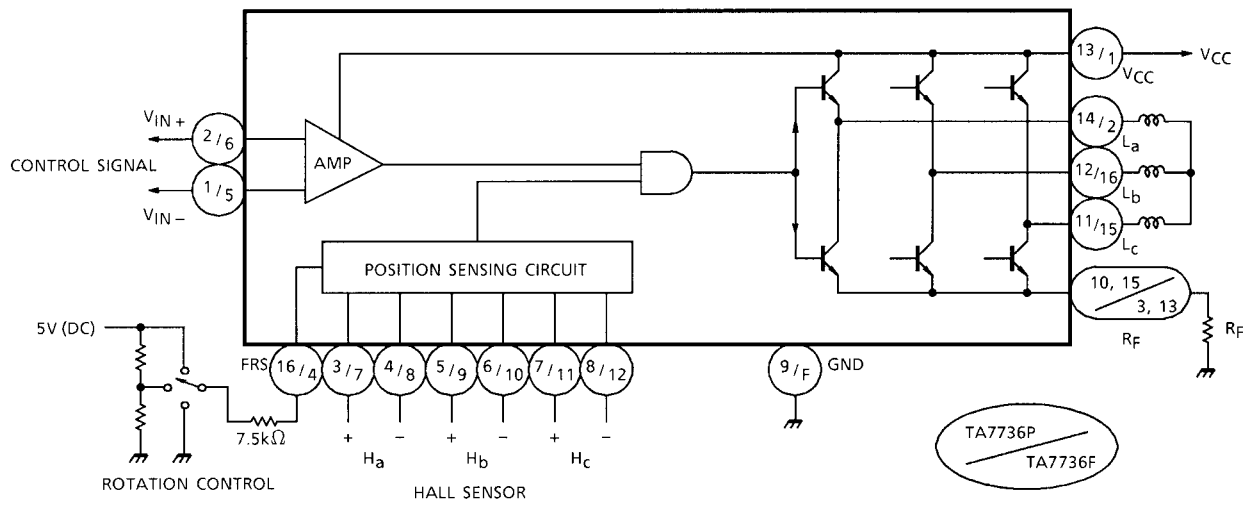 13/1
VCC
VCC
VIN+
2/6
14/2
La
CONTROL SIGNAL
AMP
12/16
Lb
1/5
VIN-
11/15
Lc
POSITION SENSING CIRCUIT
10, 15
3, 13
RF
RF
5V (DC)
FRS
16/4
3/7
4/8
5/9
6/10
7/11
8/12
9/F
GND
7.5kΩ
+
-
+
-
+
-
Ha
Hb
Hc
ROTATION CONTROL
HALL SENSOR
TA7736P
TA7736F